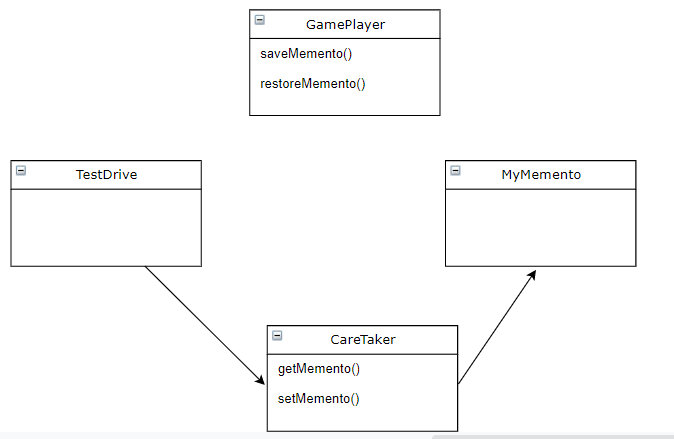 GamePlayer
saveMemento()
restoreMemento()
TestDrive
MyMemento
CareTaker
getMemento()
setMemento()